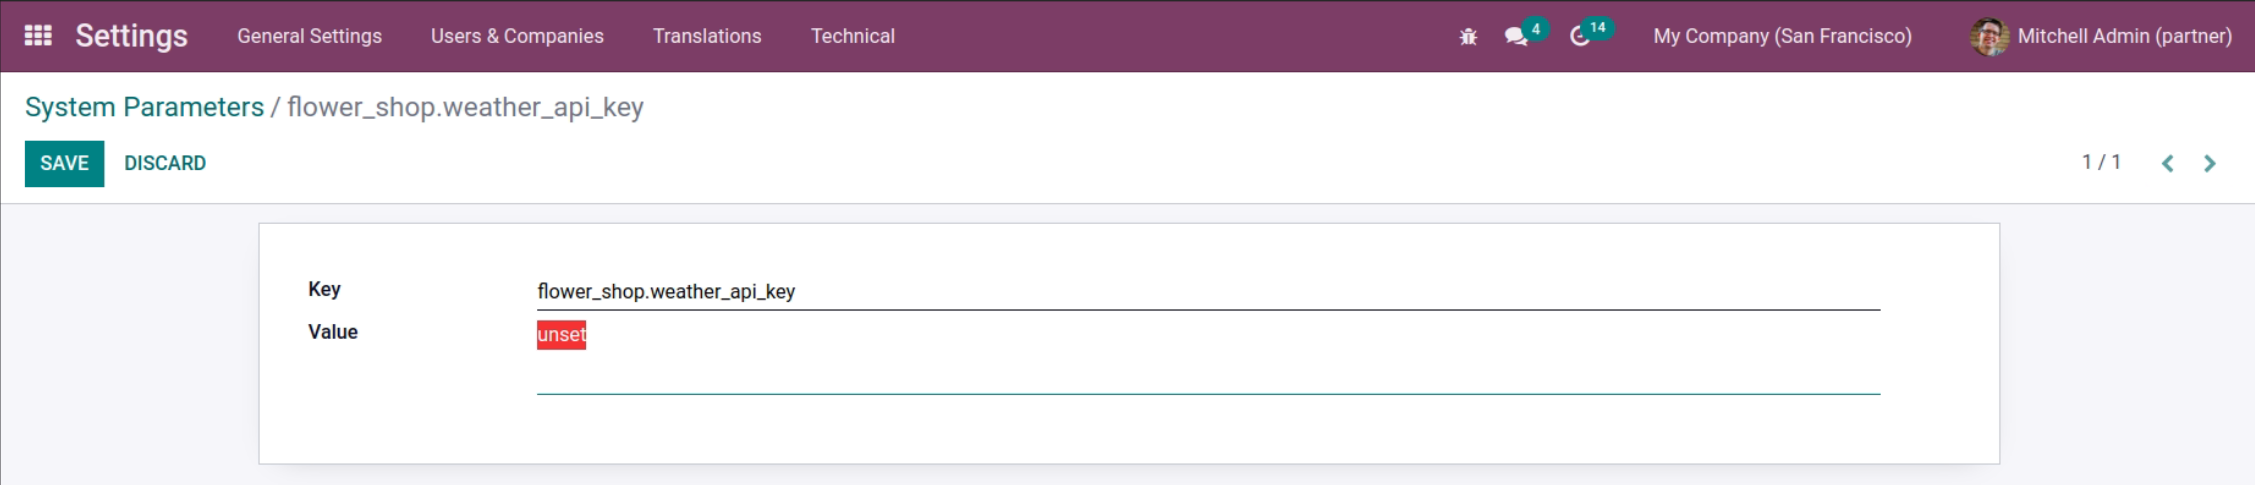 Settings General Settings Users & Companies Translations Technical 4 14 My Company (San Francisco) Mitchell Admin (partner)
System Parameters / flower_shop.weather_api_key
SAVE DISCARD 1 / 1
Key flower_shop.weather_api_key
Value unset